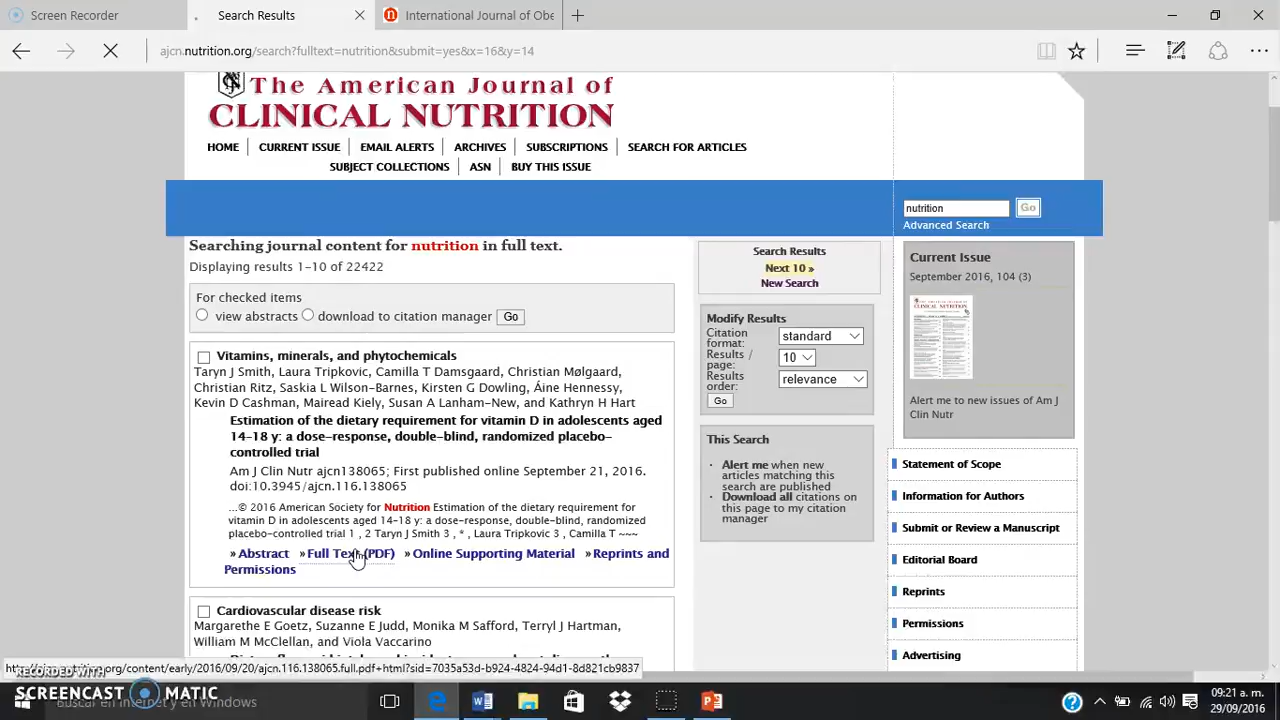 Screen Recorder
Search Results
International Journal of Obe
ajcn.nutrition.org/search?fulltext=nutrition&submit=yes&x=16&y=14
The American Journal of
CLINICAL NUTRITION
HOME
CURRENT ISSUE
EMAIL ALERTS
ARCHIVES
SUBSCRIPTIONS
SEARCH FOR ARTICLES
SUBJECT COLLECTIONS
ASN
BUY THIS ISSUE
nutrition
Go
Advanced Search
Searching journal content for nutrition in full text.
Displaying results 1-10 of 22422
For checked items
view abstracts
download to citation manager
Go
Vitamins, minerals, and phytochemicals
Taryn J Smith, Laura Tripkovic, Camilla T Damsgaard, Christian Mølgaard,
Christian Ritz, Saskia L Wilson-Barnes, Kirsten G Dowling, Áine Hennessy,
Kevin D Cashman, Mairead Kiely, Susan A Lanham-New, and Kathryn H Hart
Estimation of the dietary requirement for vitamin D in adolescents aged
14–18 y: a dose-response, double-blind, randomized placebo-
controlled trial
Am J Clin Nutr ajcn138065; First published online September 21, 2016.
doi:10.3945/ajcn.116.138065
...© 2016 American Society for Nutrition Estimation of the dietary requirement for
vitamin D in adolescents aged 14-18 y: a dose-response, double-blind, randomized
placebo-controlled trial 1 , 2 Taryn J Smith 3 , * , Laura Tripkovic 3 , Camilla T ~~~
» Abstract » Full Text (PDF) » Online Supporting Material » Reprints and
Permissions
Cardiovascular disease risk
Margarethe E Goetz, Suzanne E Judd, Monika M Safford, Terryl J Hartman,
William M McClellan, and Viola Vaccarino
Search Results
Next 10 »
New Search
Modify Results
Citation
format:
standard
Results /
page:
10
Results
order:
relevance
Go
This Search
· Alert me when new
articles matching this
search are published
· Download all citations on
this page to my citation
manager
Current Issue
September 2016, 104 (3)
Alert me to new issues of Am J
Clin Nutr
Statement of Scope
Information for Authors
Submit or Review a Manuscript
Editorial Board
Reprints
Permissions
Advertising
.org/content/early/2016/09/20/ajcn.116.138065.full.pdf+html?sid=7035a53d-b924-4824-94d1-8d821cb9837
RECORDED WITH
SCREENCAST MATIC
Buscar en Internet y en Windows
09:21 a. m.
29/09/2016